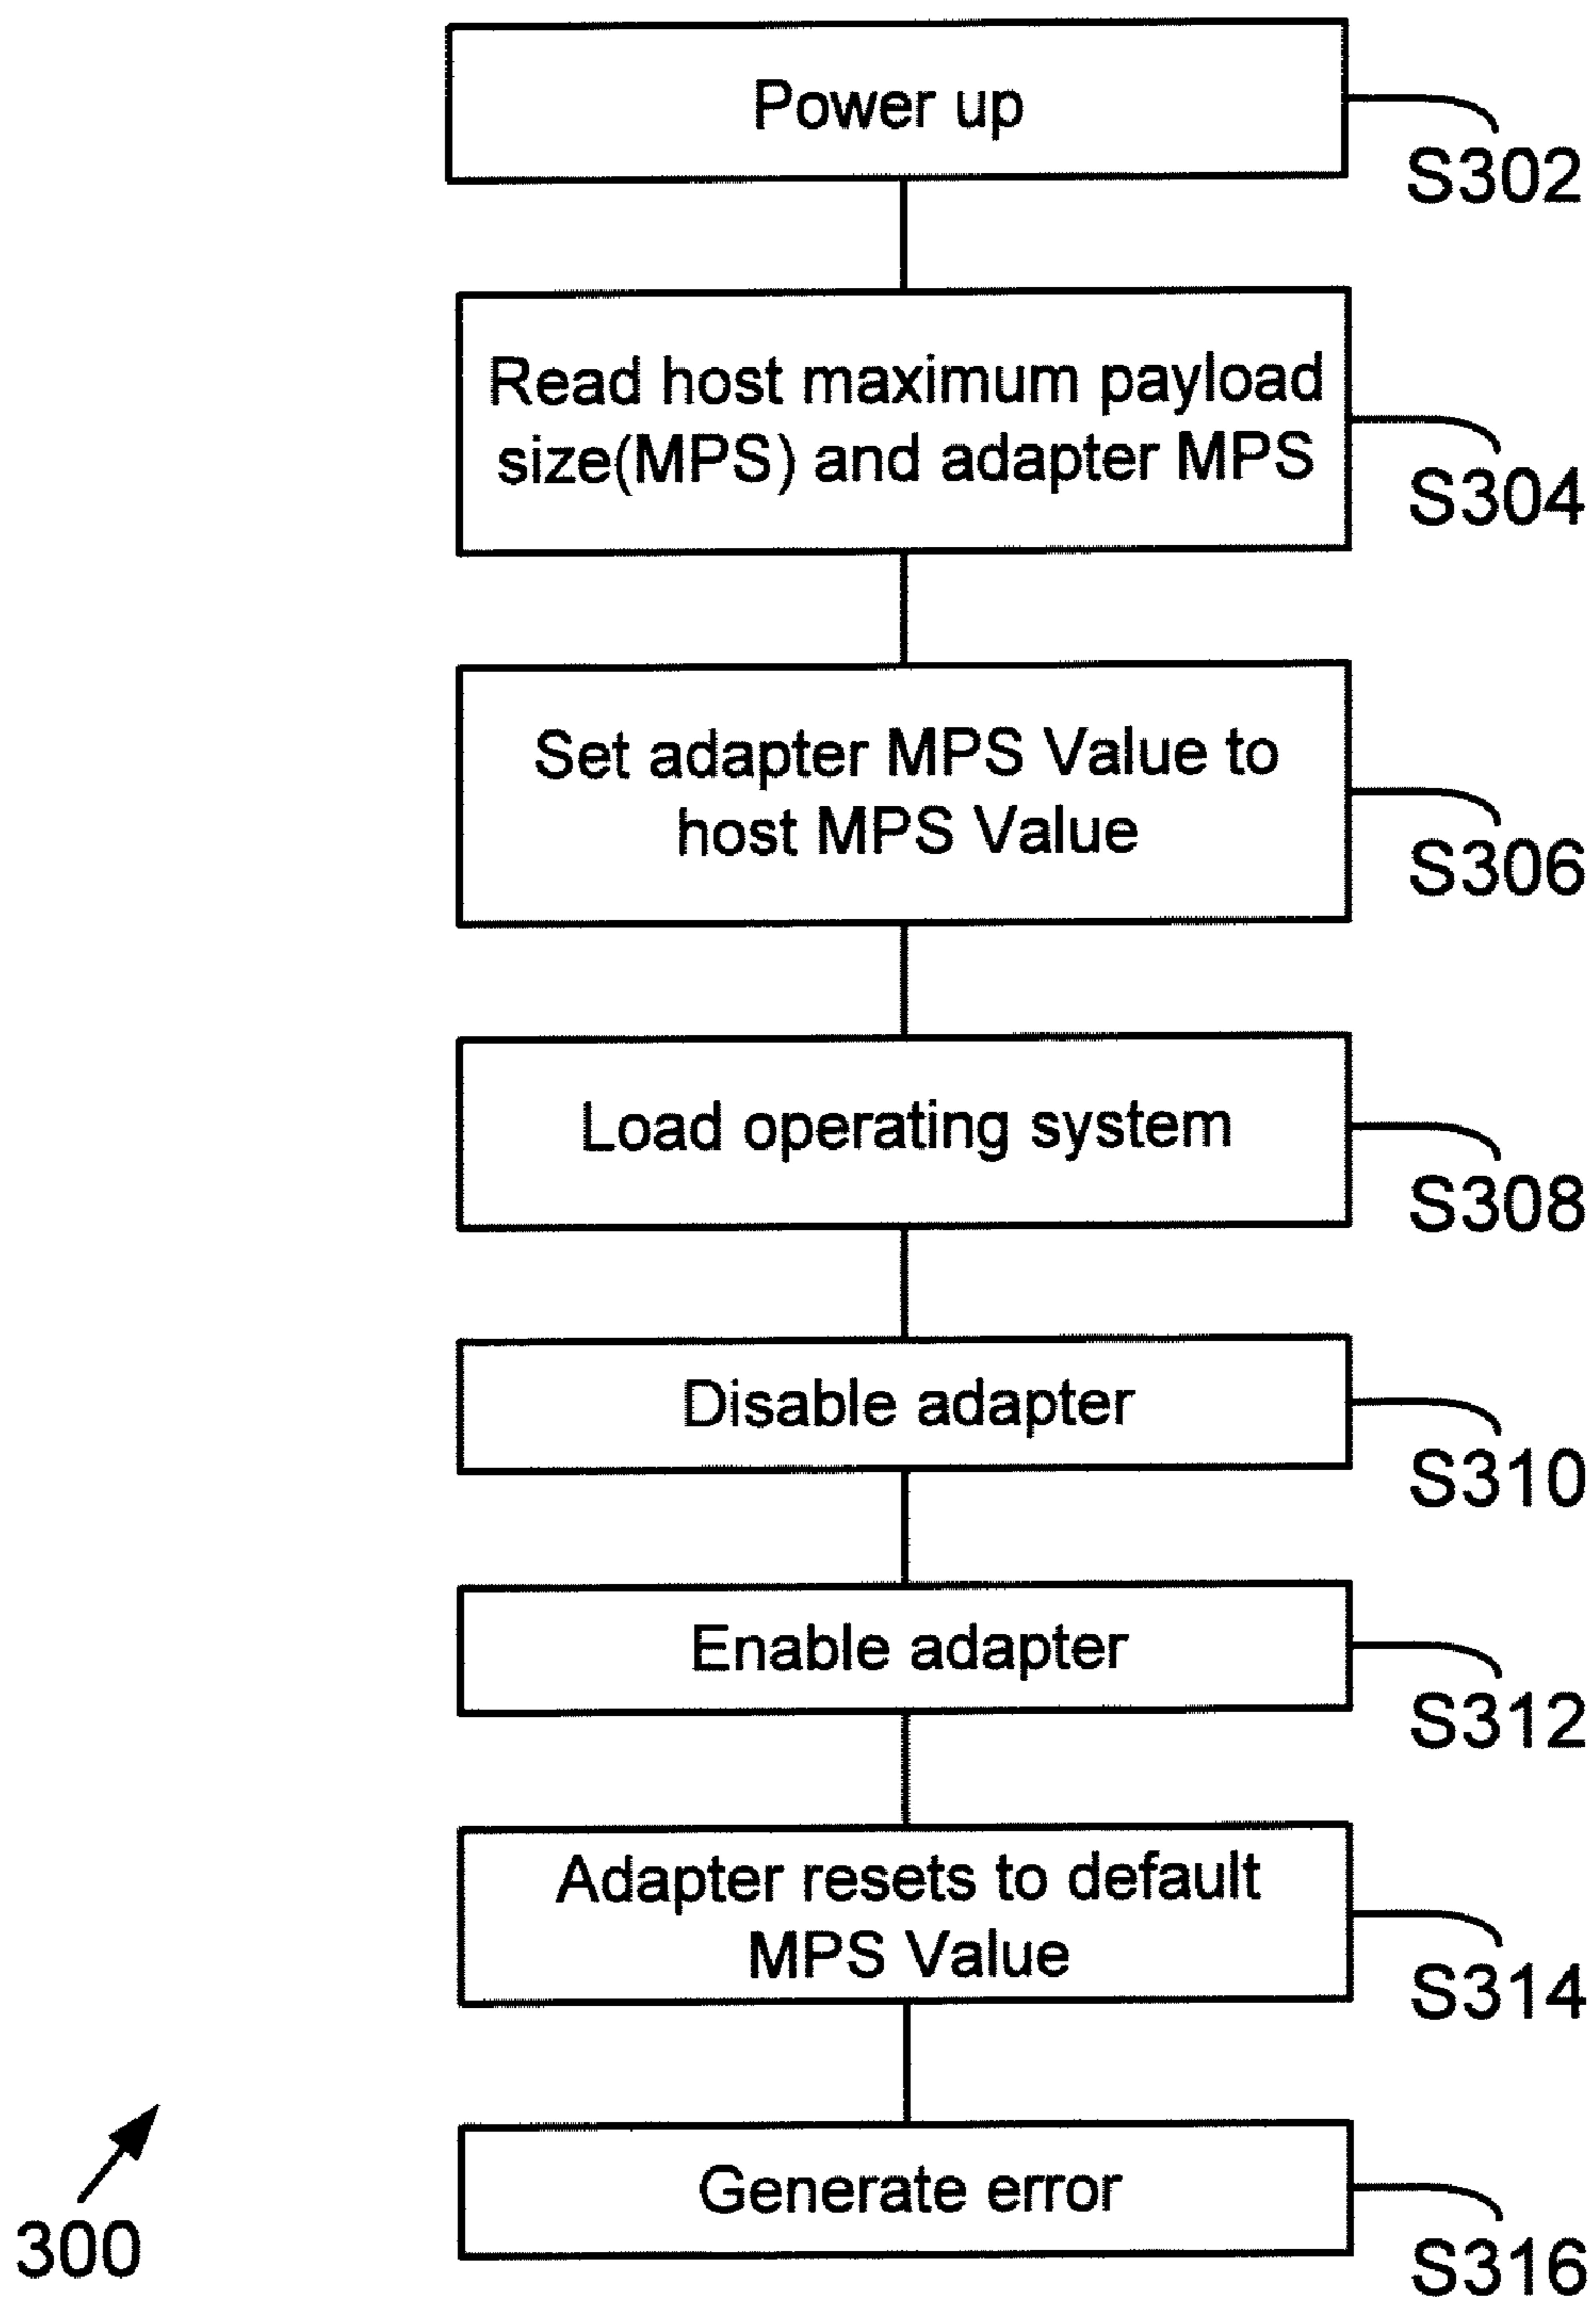 Power up
S302
Read host maximum payload
size(MPS) and adapter MPS
S304
Set adapter MPS Value to
host MPS Value
S306
Load operating system
S308
Disable adapter
S310
Enable adapter
S312
Adapter resets to default
MPS Value
S314
Generate error
S316
300